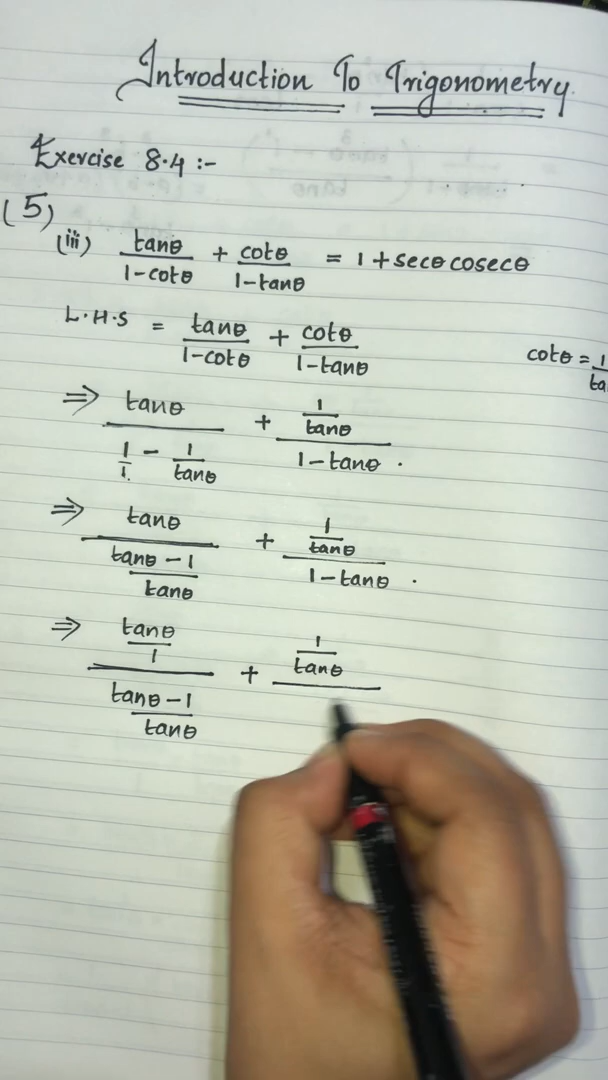 Introduction To Trigonometry.
Exercise 8.4 :-
(5)
(iii) tanθ/1-cotθ + cotθ/1-tanθ = 1 + secθ cosecθ
L.H.S = tanθ/1-cotθ + cotθ/1-tanθ
cotθ = 1/ta
⇒ tanθ/(1/1 - 1/tanθ) + (1/tanθ)/1-tanθ .
⇒ tanθ/(tanθ-1/tanθ) + (1/tanθ)/1-tanθ .
⇒ (tanθ/1)/(tanθ-1/tanθ) + (1/tanθ)/